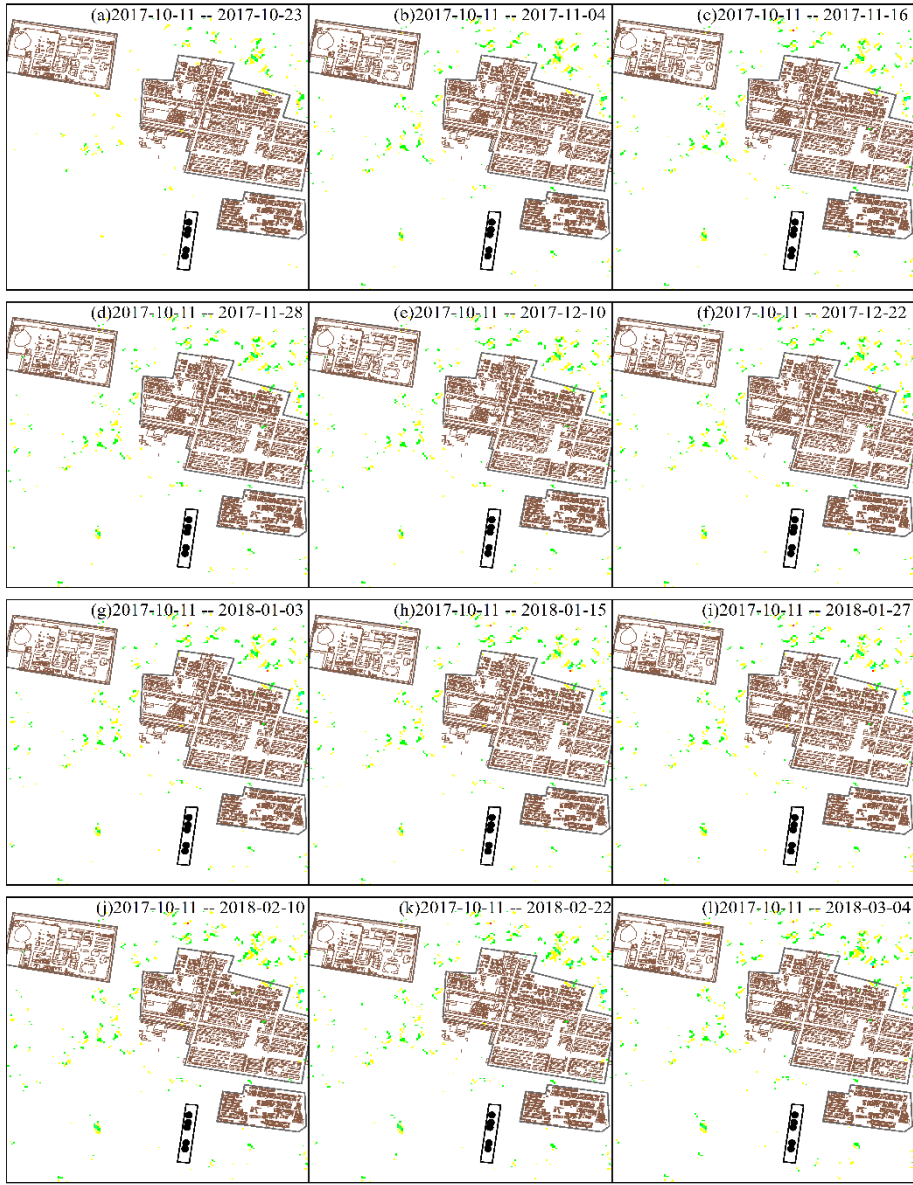 (a)2017-10-11 -- 2017-10-23
(b)2017-10-11 -- 2017-11-04
(c)2017-10-11 -- 2017-11-16
(d)2017-10-11 -- 2017-11-28
(e)2017-10-11 -- 2017-12-10
(f)2017-10-11 -- 2017-12-22
(g)2017-10-11 -- 2018-01-03
(h)2017-10-11 -- 2018-01-15
(i)2017-10-11 -- 2018-01-27
(j)2017-10-11 -- 2018-02-10
(k)2017-10-11 -- 2018-02-22
(l)2017-10-11 -- 2018-03-04